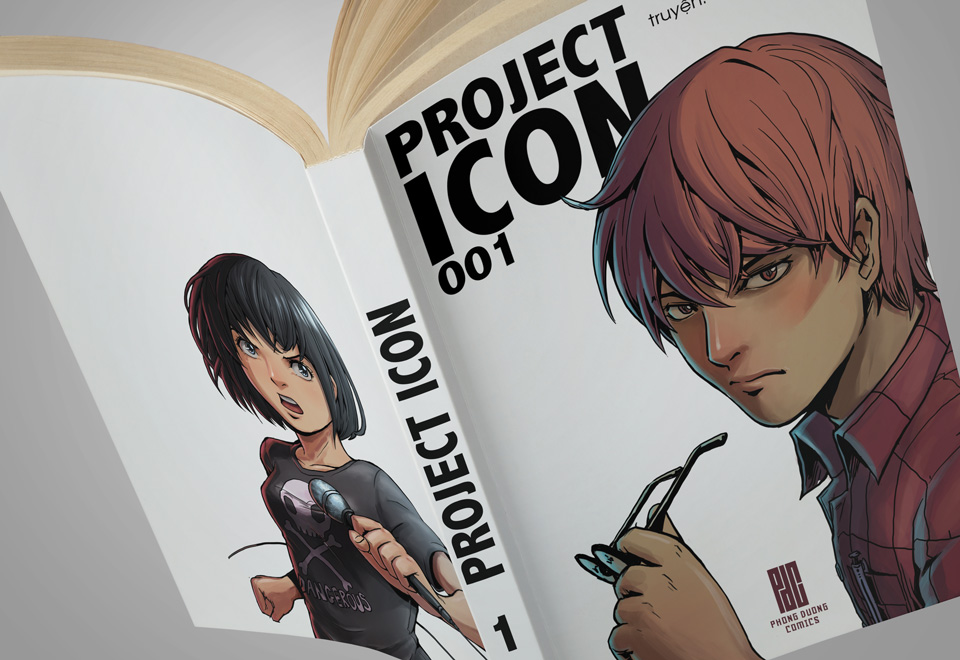 truyện:
PROJECT
ICON
001
PROJECT ICON
1
DANGEROUS
PHONG DUONG
COMICS